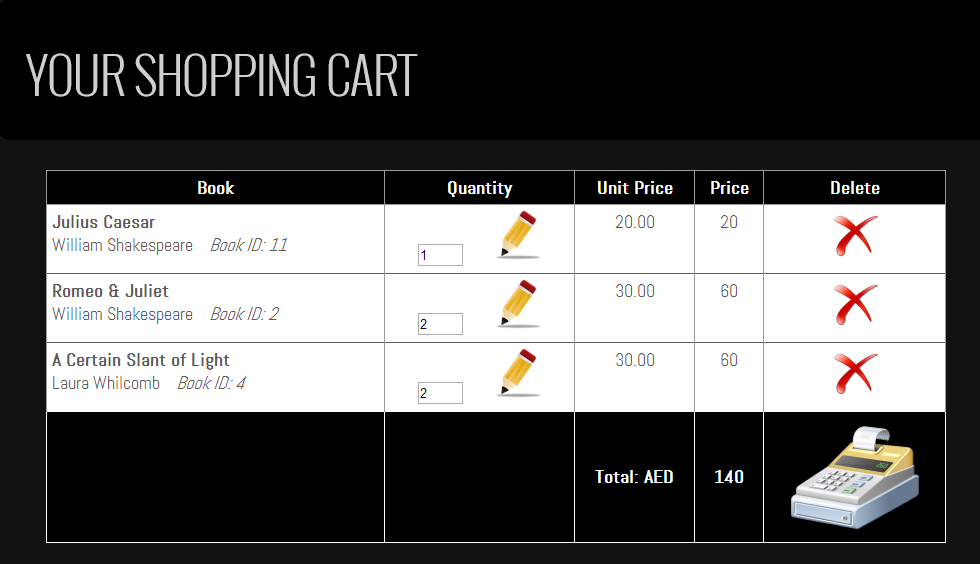 YOUR SHOPPING CART
Book Quantity Unit Price Price Delete
Julius Caesar 20.00 20
William Shakespeare Book ID: 11 1
Romeo & Juliet 30.00 60
William Shakespeare Book ID: 2 2
A Certain Slant of Light 30.00 60
Laura Whilcomb Book ID: 4 2
Total: AED 140